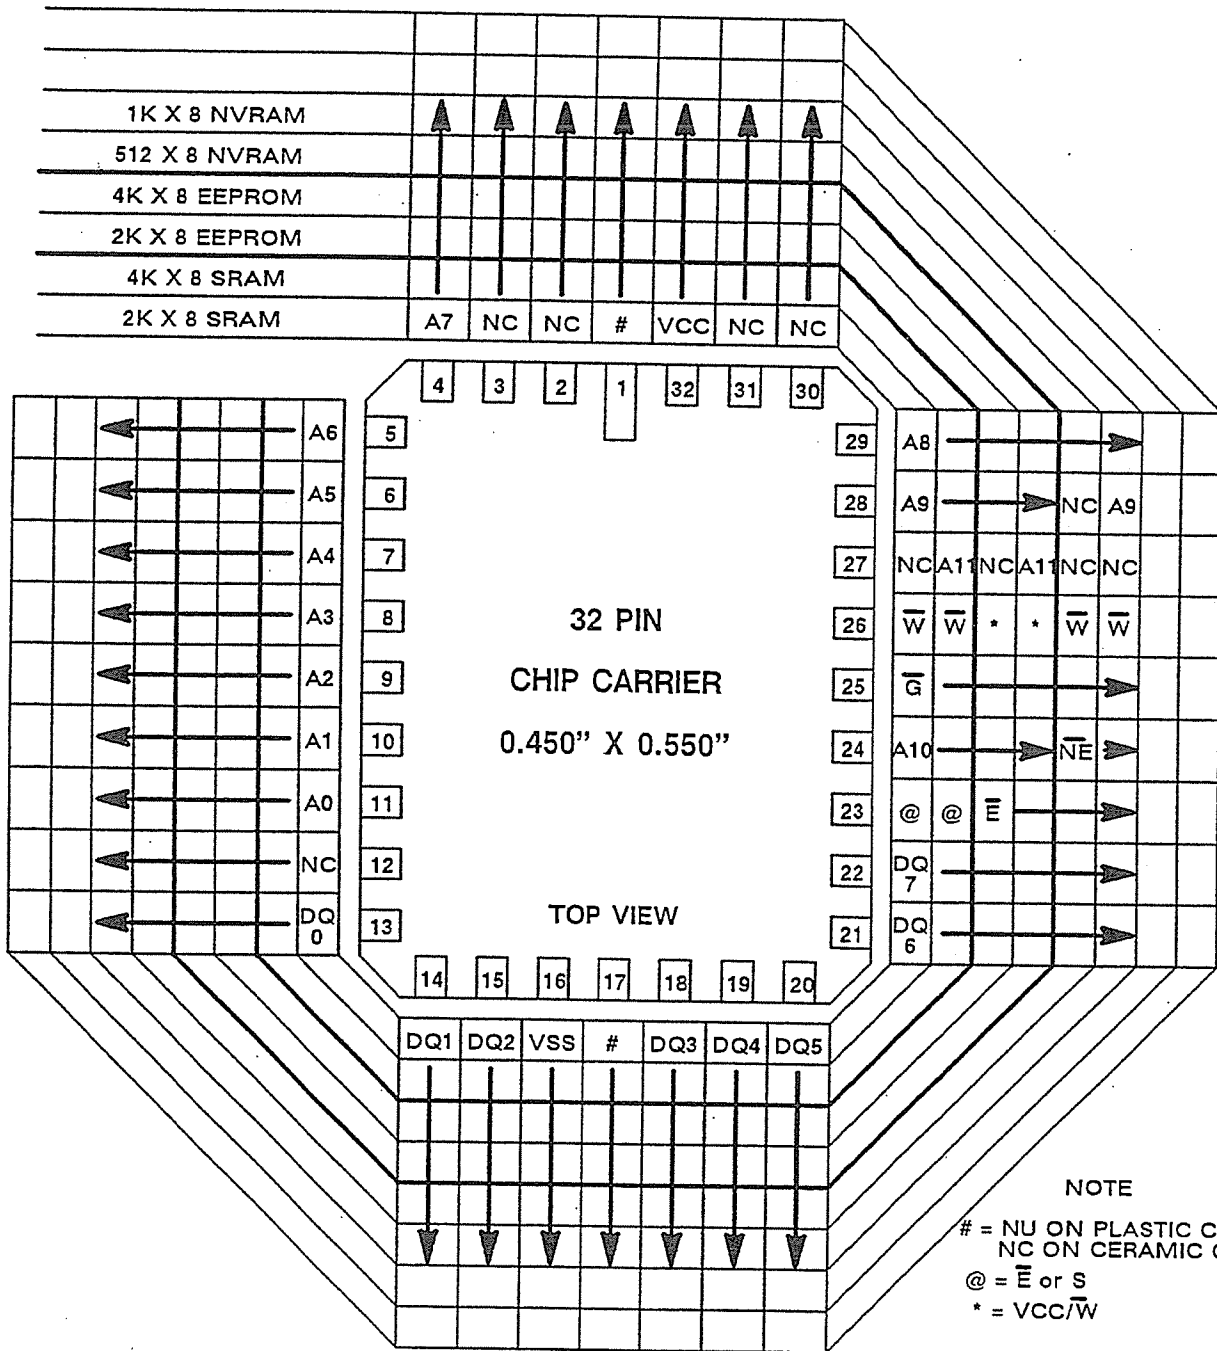 1K X 8 NVRAM
512 X 8 NVRAM
4K X 8 EEPROM
2K X 8 EEPROM
4K X 8 SRAM
2K X 8 SRAM A7 NC NC # VCC NC NC
4 3 2 1 32 31 30
A6 5 29 A8
A5 6 28 A9 NC A9
A4 7 27 NC A11 NC A11 NC NC
A3 8 26 W̅ W̅ * * W̅ W̅
A2 9 25 G̅
A1 10 24 A10 N̅E̅
A0 11 23 @ @ E̅
NC 12 22 DQ
7
DQ
0 13 21 DQ
6
32 PIN
CHIP CARRIER
0.450" X 0.550"
TOP VIEW
14 15 16 17 18 19 20
DQ1 DQ2 VSS # DQ3 DQ4 DQ5
NOTE
# = NU ON PLASTIC
NC ON CERAMIC
@ = E̅ or S
* = VCC/W̅